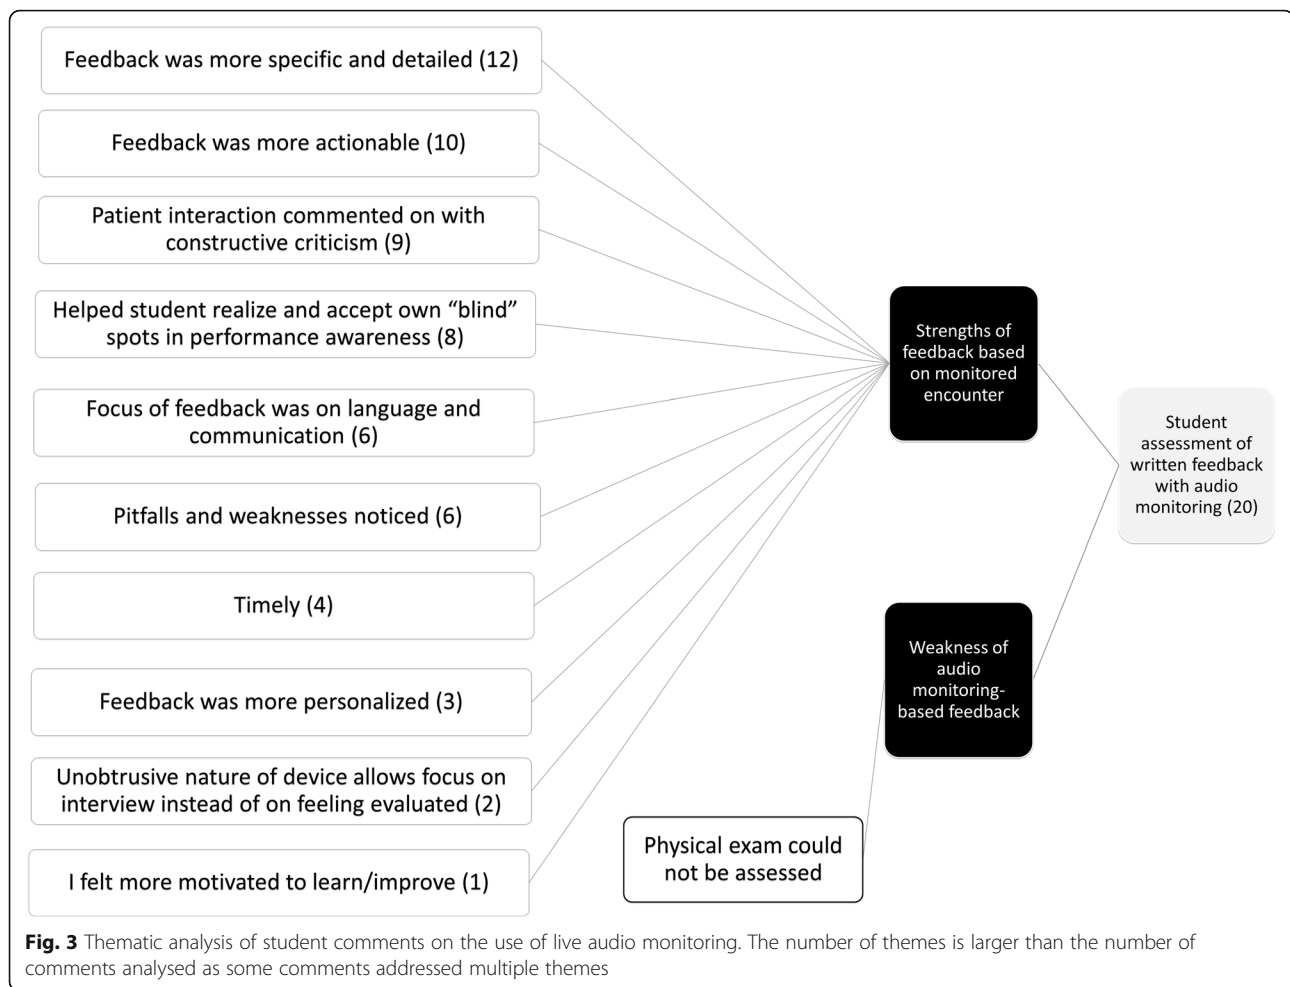 Feedback was more specific and detailed (12)
Feedback was more actionable (10)
Patient interaction commented on with
constructive criticism (9)
Helped student realize and accept own “blind”
spots in performance awareness (8)
Focus of feedback was on language and
communication (6)
Pitfalls and weaknesses noticed (6)
Timely (4)
Feedback was more personalized (3)
Unobtrusive nature of device allows focus on
interview instead of on feeling evaluated (2)
I felt more motivated to learn/improve (1)
Strengths of
feedback based
on monitored
encounter
Weakness of
audio
monitoring-
based feedback
Physical exam could
not be assessed
Student
assessment of
written feedback
with audio
monitoring (20)
Fig. 3 Thematic analysis of student comments on the use of live audio monitoring. The number of themes is larger than the number of
comments analysed as some comments addressed multiple themes